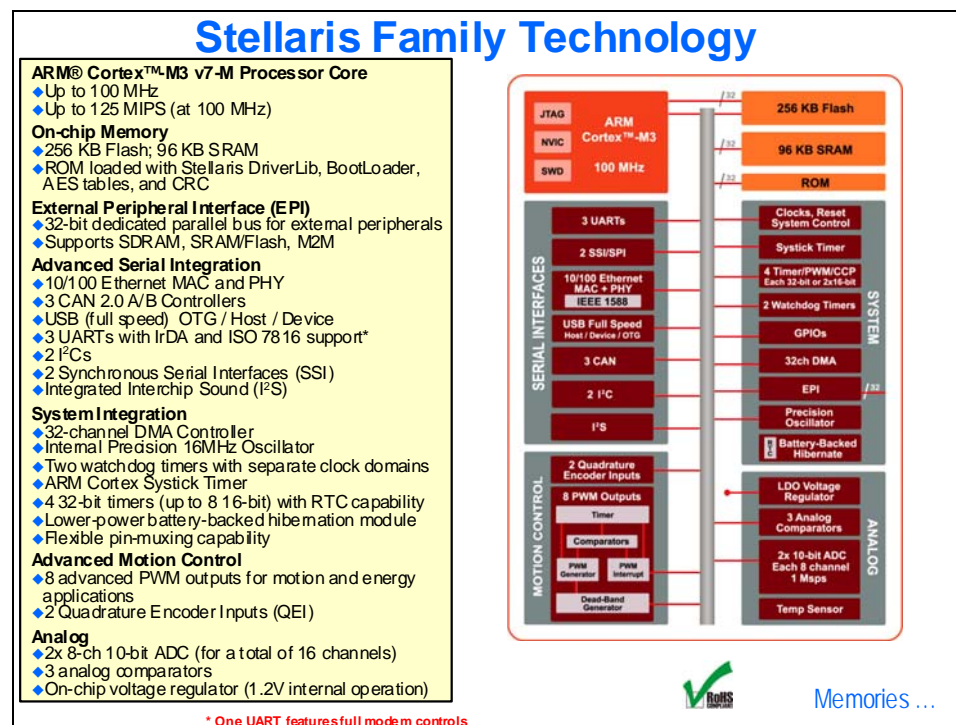 Stellaris Family Technology
ARM® Cortex™-M3 v7-M Processor Core
◆Up to 100 MHz
◆Up to 125 MIPS (at 100 MHz)
On-chip Memory
◆256 KB Flash; 96 KB SRAM
◆ROM loaded with Stellaris DriverLib, BootLoader,
AES tables, and CRC
External Peripheral Interface (EPI)
◆32-bit dedicated parallel bus for external peripherals
◆Supports SDRAM, SRAM/Flash, M2M
Advanced Serial Integration
◆10/100 Ethernet MAC and PHY
◆3 CAN 2.0 A/B Controllers
◆USB (full speed) OTG / Host / Device
◆3 UARTs with IrDA and ISO 7816 support*
◆2 I²Cs
◆2 Synchronous Serial Interfaces (SSI)
◆Integrated Interchip Sound (I²S)
System Integration
◆32-channel DMA Controller
◆Internal Precision 16MHz Oscillator
◆Two watchdog timers with separate clock domains
◆ARM Cortex Systick Timer
◆4 32-bit timers (up to 8 16-bit) with RTC capability
◆Lower-power battery-backed hibernation module
◆Flexible pin-muxing capability
Advanced Motion Control
◆8 advanced PWM outputs for motion and energy
applications
◆2 Quadrature Encoder Inputs (QEI)
Analog
◆2x 8-ch 10-bit ADC (for a total of 16 channels)
◆3 analog comparators
◆On-chip voltage regulator (1.2V internal operation)
* One UART features full modem controls
JTAG
NVIC
SWD
ARM
Cortex™-M3
100 MHz
32
256 KB Flash
32
96 KB SRAM
32
ROM
SERIAL INTERFACES
3 UARTs
2 SSI/SPI
10/100 Ethernet
MAC + PHY
IEEE 1588
USB Full Speed
Host / Device / OTG
3 CAN
2 I²C
I²S
SYSTEM
Clocks, Reset
System Control
Systick Timer
4 Timer/PWM/CCP
Each 32-bit or 2x16-bit
2 Watchdog Timers
GPIOs
32ch DMA
EPI
32
Precision
Oscillator
RTC
Battery-Backed
Hibernate
MOTION CONTROL
2 Quadrature
Encoder Inputs
8 PWM Outputs
Timer
Comparators
PWM
Generator
PWM
Interrupt
Dead-Band
Generator
ANALOG
LDO Voltage
Regulator
3 Analog
Comparators
2x 10-bit ADC
Each 8 channel
1 Msps
Temp Sensor
RoHS
COMPLIANT
Memories …